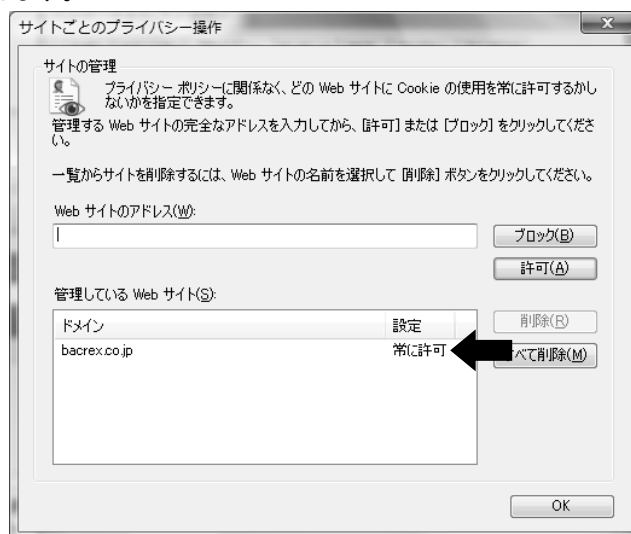 サイトごとのプライバシー操作
サイトの管理
プライバシー ポリシーに関係なく、どの Web サイトに Cookie の使用を常に許可するかし
ないかを指定できます。
管理する Web サイトの完全なアドレスを入力してから、[許可] または [ブロック] をクリックしてくださ
い。
一覧からサイトを削除するには、Web サイトの名前を選択して [削除] ボタンをクリックしてください。
Web サイトのアドレス(W):
ブロック(B)
許可(A)
管理している Web サイト(S):
ドメイン 設定
削除(R)
bacrex.co.jp 常に許可
べて削除(M)
OK